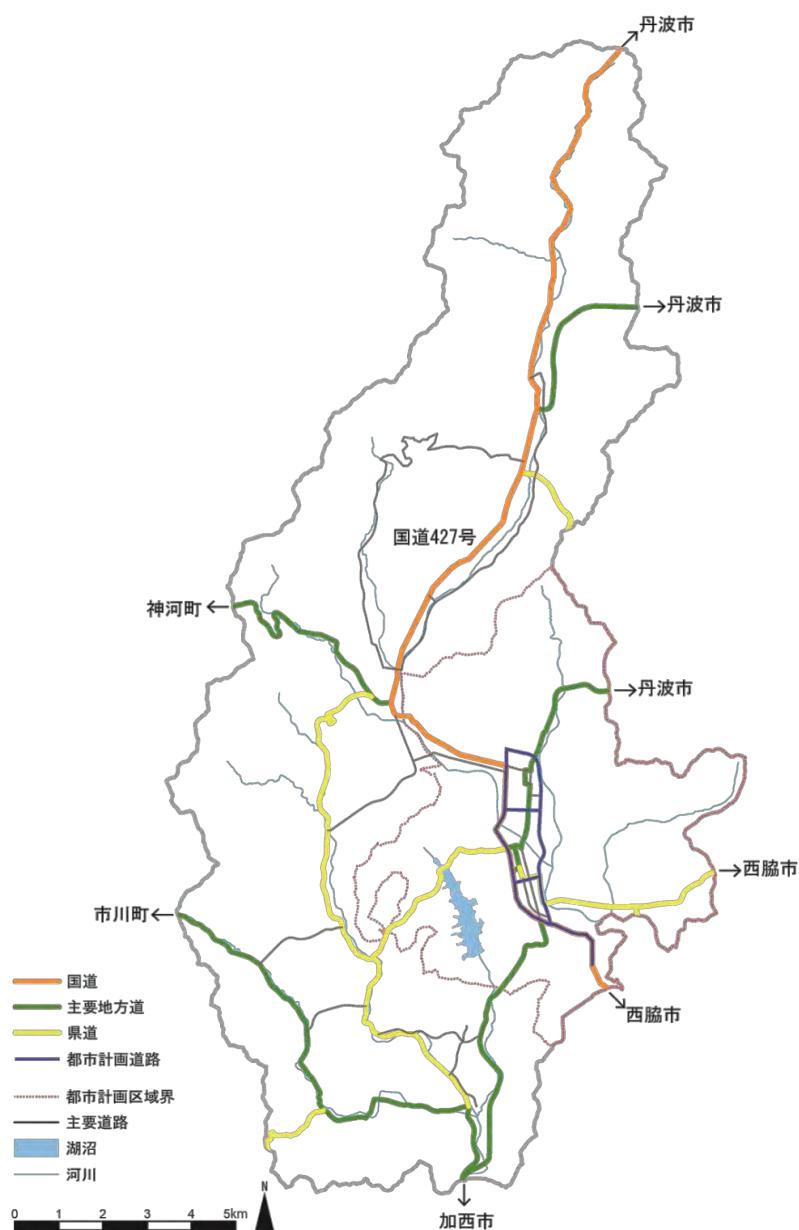 丹波市
丹波市
国道427号
神河町
丹波市
西脇市
市川町
西脇市
国道
主要地方道
県道
都市計画道路
都市計画区域界
主要道路
湖沼
河川
N
0 1 2 3 4 5km
加西市